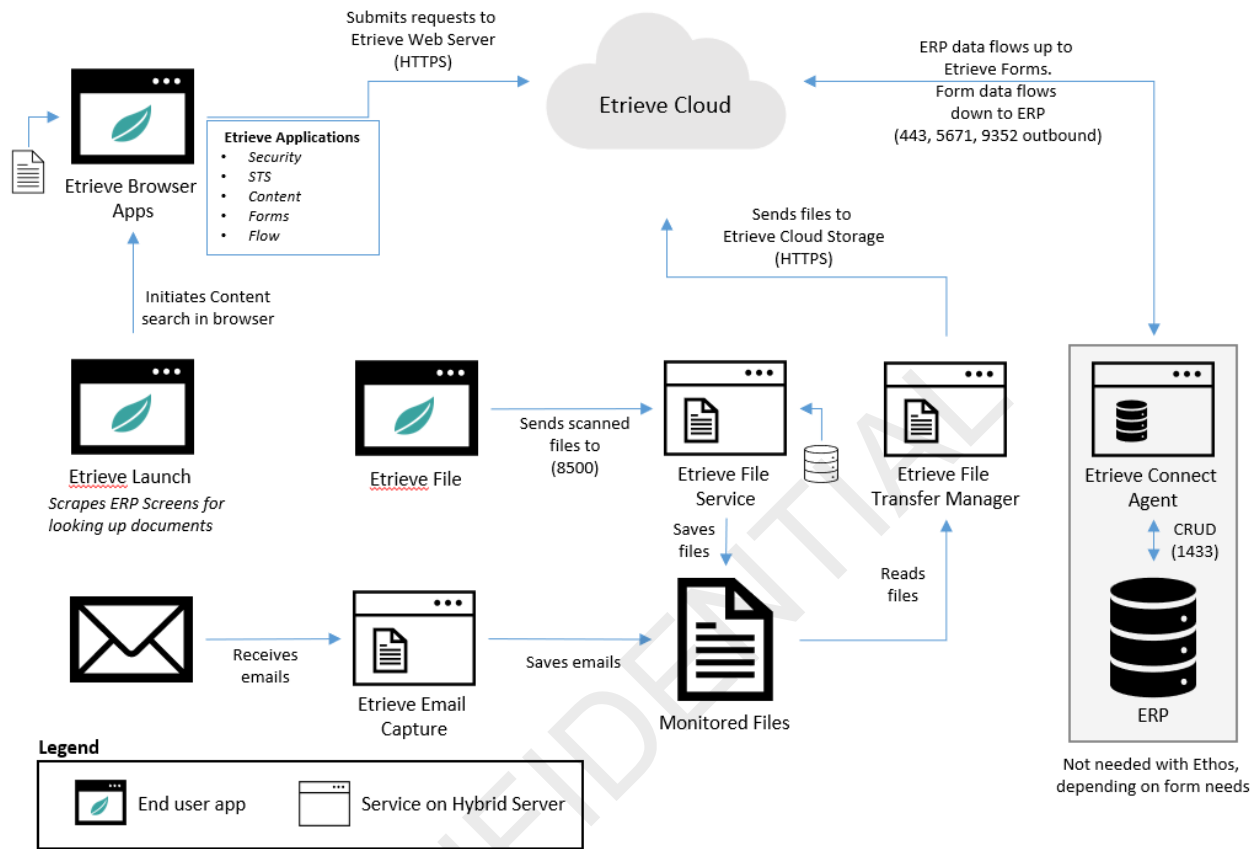 Submits requests to
Etrieve Web Server
(HTTPS)
Etrieve Cloud
ERP data flows up to
Etrieve Forms.
Form data flows
down to ERP
(443, 5671, 9352 outbound)
Etrieve Browser
Apps
Etrieve Applications
• Security
• STS
• Content
• Forms
• Flow
Sends files to
Etrieve Cloud Storage
(HTTPS)
Initiates Content
search in browser
Etrieve Launch
Scrapes ERP Screens for
looking up documents
Etrieve File
Sends scanned
files to
(8500)
Etrieve File
Service
Etrieve File
Transfer Manager
Etrieve Connect
Agent
CRUD
(1433)
Saves
files
Reads
files
Receives
emails
Etrieve Email
Capture
Saves emails
Monitored Files
ERP
Not needed with Ethos,
depending on form needs
Legend
End user app
Service on Hybrid Server